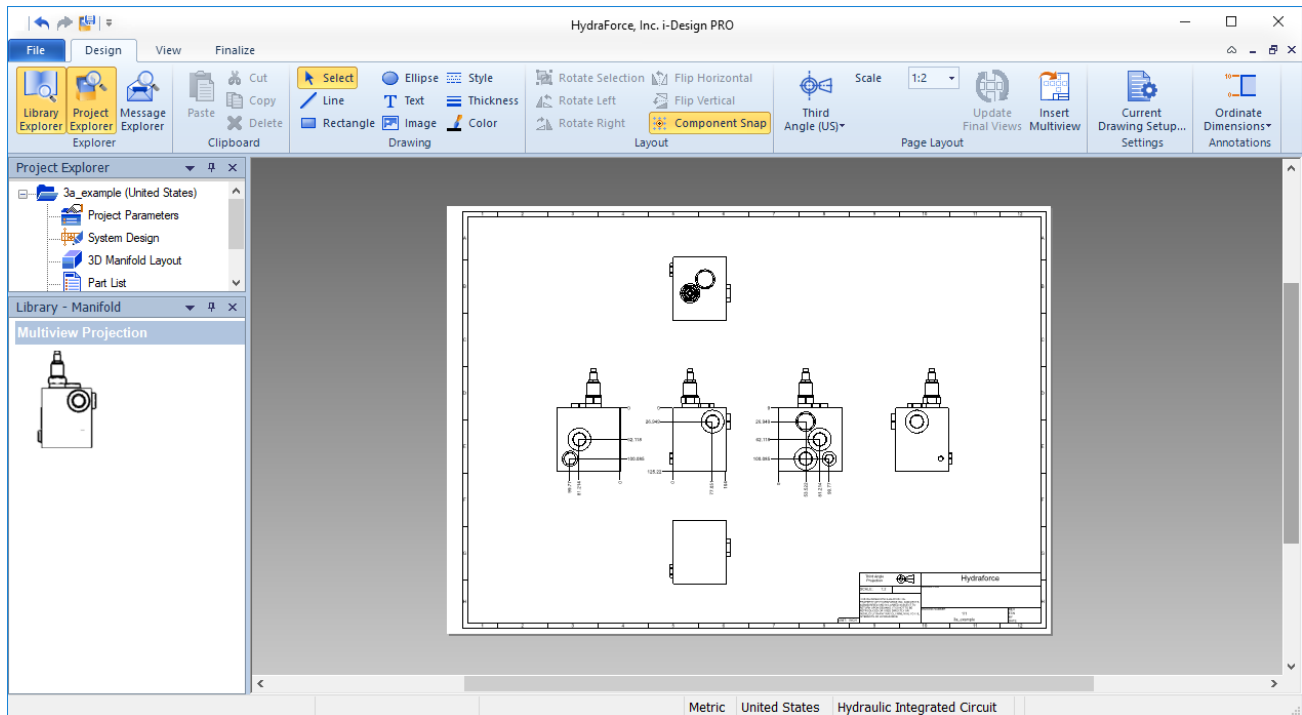 HydraForce, Inc. i-Design PRO
File Design View Finalize
Library Explorer
Project Explorer
Message Explorer
Explorer
Paste
Cut
Copy
Delete
Clipboard
Select
Line
Rectangle
Ellipse
Text
Image
Style
Thickness
Color
Drawing
Rotate Selection
Rotate Left
Rotate Right
Flip Horizontal
Flip Vertical
Component Snap
Layout
Third Angle (US)
Scale 1:2
Update Final Views
Insert Multiview
Page Layout
Current Drawing Setup...
Settings
Ordinate Dimensions
Annotations
Project Explorer
3a_example (United States)
Project Parameters
System Design
3D Manifold Layout
Part List
Library - Manifold
Multiview Projection
125.22
Hydraforce
Metric United States Hydraulic Integrated Circuit